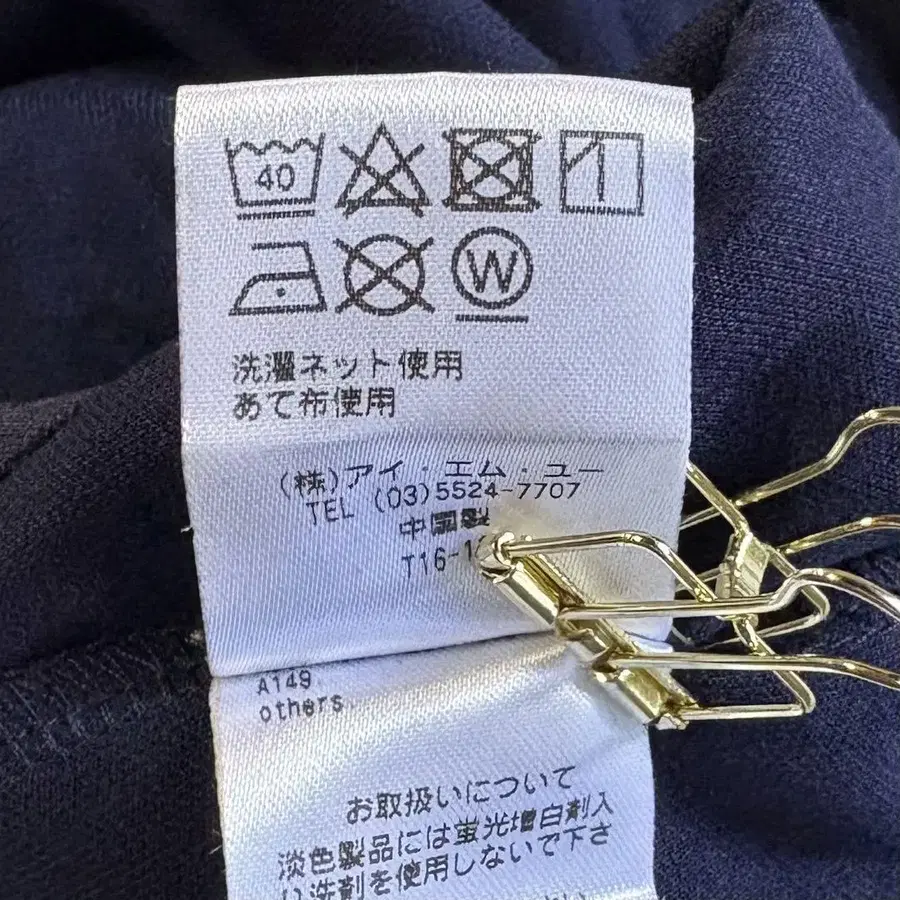 40
W
洗濯ネット使用
あて布使用
(株)アイ・エム・ユー
TEL (03)5524-7707
中国製
A149
others
お取扱いについて
淡色製品には蛍光増白剤入
り洗剤を使用しないで下さ